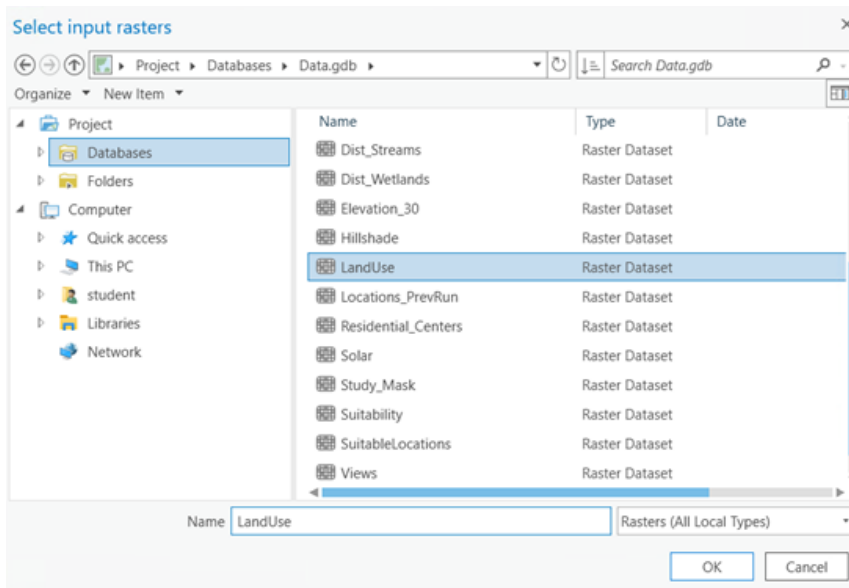 Select input rasters
Project Databases Data.gdb Search Data.gdb
Organize New Item
Project
Databases
Folders
Computer
Quick access
This PC
student
Libraries
Network
Name Type Date
Dist_Streams Raster Dataset
Dist_Wetlands Raster Dataset
Elevation_30 Raster Dataset
Hillshade Raster Dataset
LandUse Raster Dataset
Locations_PrevRun Raster Dataset
Residential_Centers Raster Dataset
Solar Raster Dataset
Study_Mask Raster Dataset
Suitability Raster Dataset
SuitableLocations Raster Dataset
Views Raster Dataset
Name LandUse Rasters (All Local Types)
OK Cancel